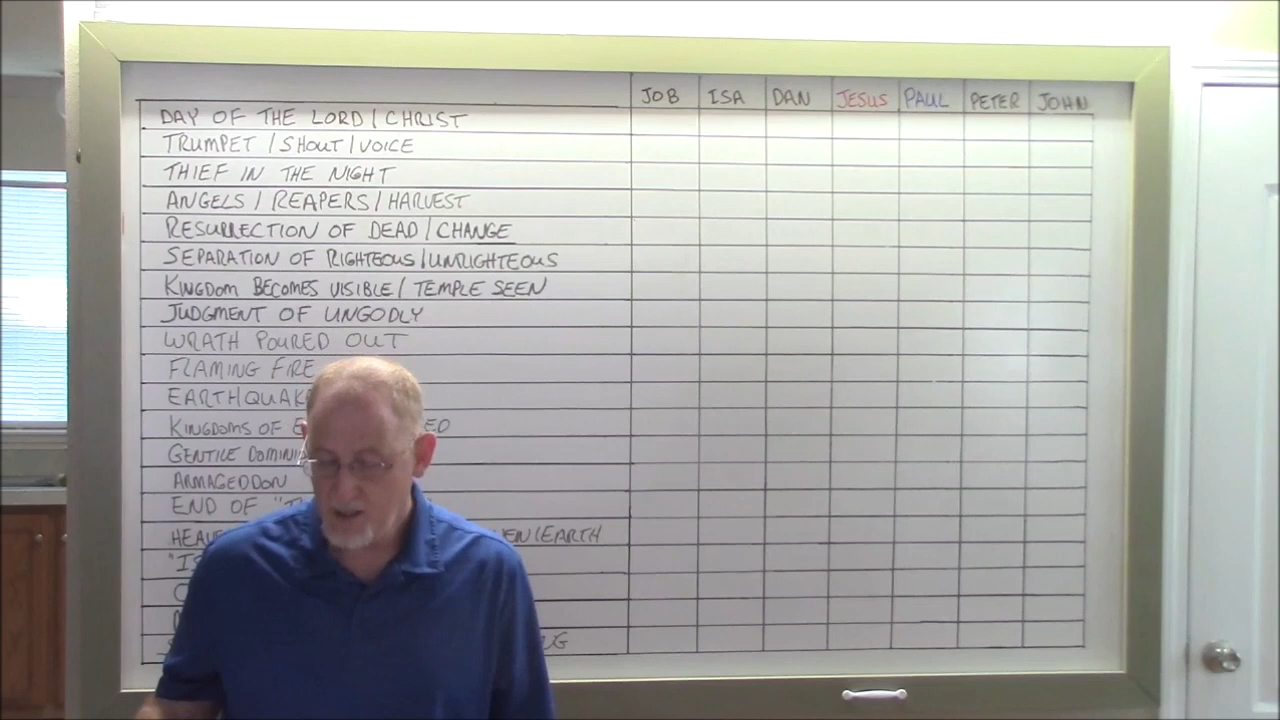 JOB ISA DAN JESUS PAUL PETER JOHN
DAY OF THE LORD / CHRIST
TRUMPET / SHOUT / VOICE
THIEF IN THE NIGHT
ANGELS / REAPERS / HARVEST
RESURRECTION OF DEAD / CHANGE
SEPARATION OF RIGHTEOUS / UNRIGHTEOUS
KINGDOM BECOMES VISIBLE / TEMPLE SEEN
JUDGMENT OF UNGODLY
WRATH POURED OUT
FLAMING FIRE
EARTHQUAK
KINGDOMS OF
GENTILE
ARMAGEDDON
END OF
/ EARTH